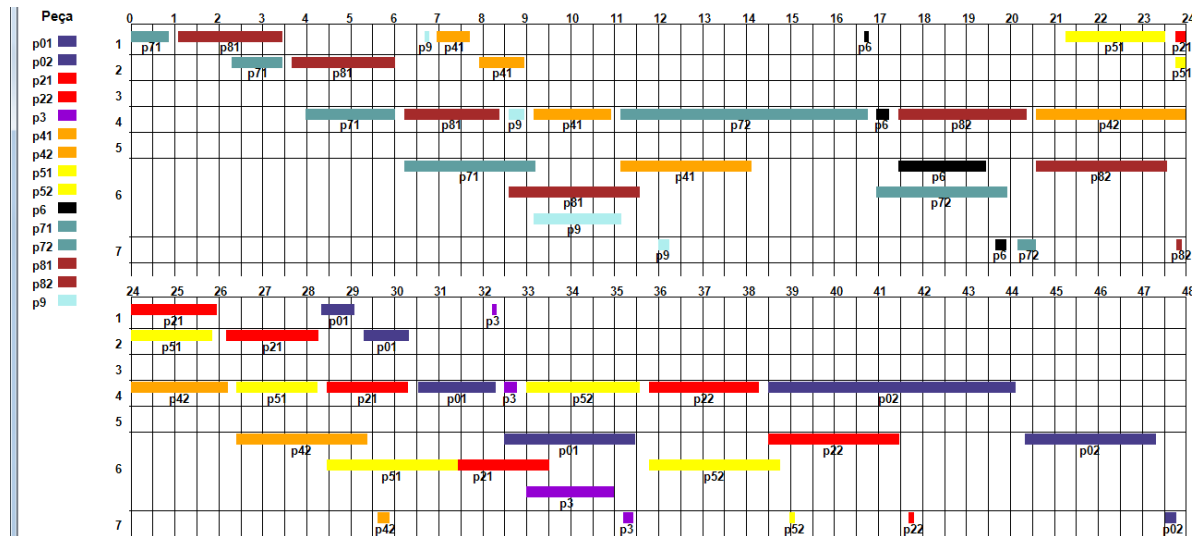 Peça
p01
p02
p21
p22
p3
p41
p42
p51
p52
p6
p71
p72
p81
p82
p9
0 1 2 3 4 5 6 7 8 9 10 11 12 13 14 15 16 17 18 19 20 21 22 23 24
1 p71 p81 p9 p41 p6 p51 p21
2 p71 p81 p41 p51
3
4 p71 p81 p9 p41 p72 p6 p82 p42
5
p71 p41 p6 p82
6 p81 p72
p9
7 p9 p6 p72 p82
24 25 26 27 28 29 30 31 32 33 34 35 36 37 38 39 40 41 42 43 44 45 46 47 48
1 p21 p01 p3
2 p51 p21 p01
3
4 p42 p51 p21 p01 p3 p52 p22 p02
5
p42 p01 p22 p02
6 p51 p21 p52
p3
7 p42 p3 p52 p22 p02